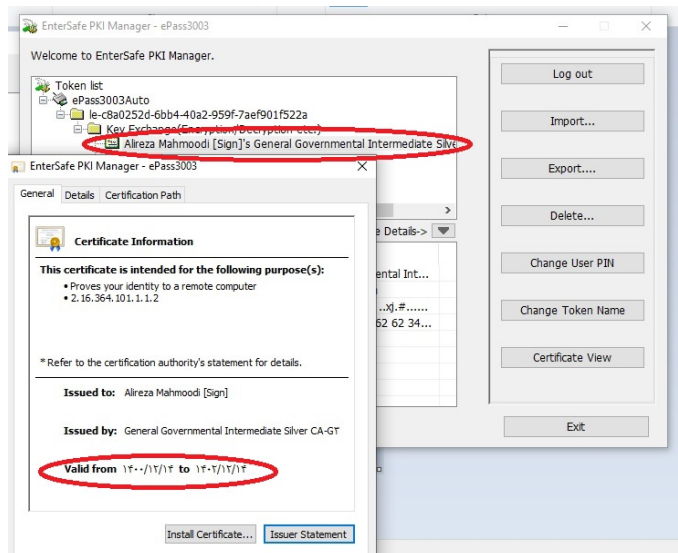 EnterSafe PKI Manager - ePass3003
Welcome to EnterSafe PKI Manager.
Token list
ePass3003Auto
le-c8a0252d-6bb4-40a2-959f-7aef901f522a
Key Exchange(Encryption/Decryption etc.)
Alireza Mahmoodi [Sign]'s General Governmental Intermediate Silve
Log out
Import...
Export....
Delete...
Change User PIN
Change Token Name
Certificate View
Exit
e Details->
ental Int...
..xj.#......
62 62 34...
EnterSafe PKI Manager - ePass3003
General Details Certification Path
Certificate Information
This certificate is intended for the following purpose(s):
• Proves your identity to a remote computer
• 2.16.364.101.1.1.2
* Refer to the certification authority's statement for details.
Issued to: Alireza Mahmoodi [Sign]
Issued by: General Governmental Intermediate Silver CA-GT
Valid from ۱۴۰۰/۱۲/۱۴ to ۱۴۰۲/۱۲/۱۴
Install Certificate... Issuer Statement